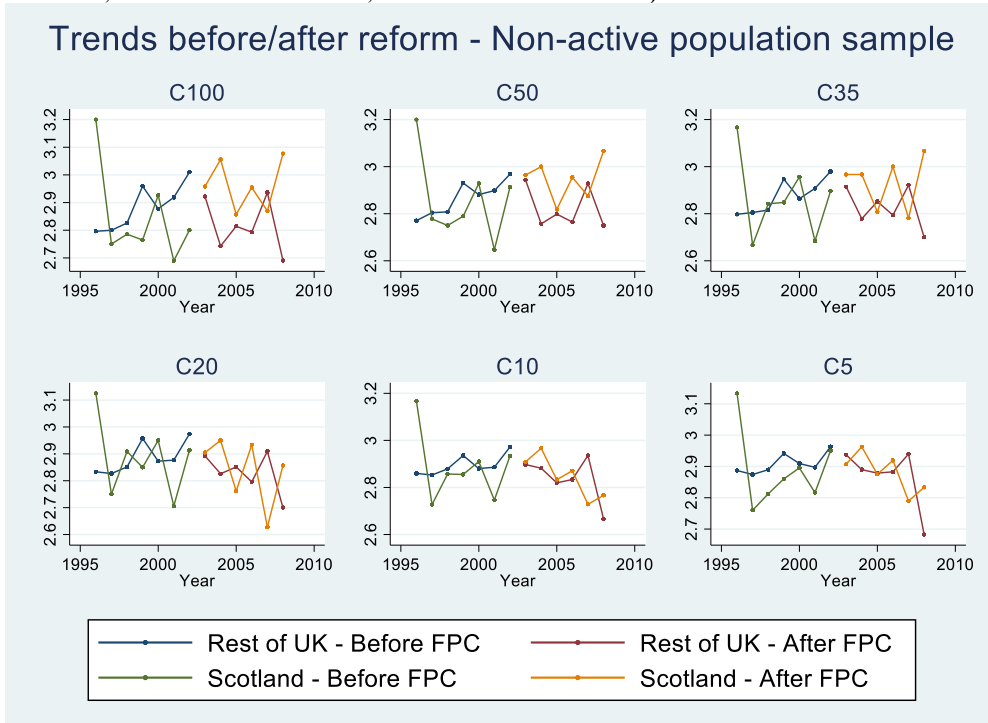 Trends before/after reform - Non-active population sample
C100
C50
C35
3.2
3.1
3
2.9
2.8
2.7
1995 2000 2005 2010
Year
3.2
3
2.8
2.6
1995 2000 2005 2010
Year
3.2
3
2.8
2.6
1995 2000 2005 2010
Year
C20
C10
C5
3.1
3
2.9
2.8
2.7
2.6
1995 2000 2005 2010
Year
3.2
3
2.8
2.6
1995 2000 2005 2010
Year
3.1
3
2.9
2.8
2.7
1995 2000 2005 2010
Year
Rest of UK - Before FPC
Rest of UK - After FPC
Scotland - Before FPC
Scotland - After FPC